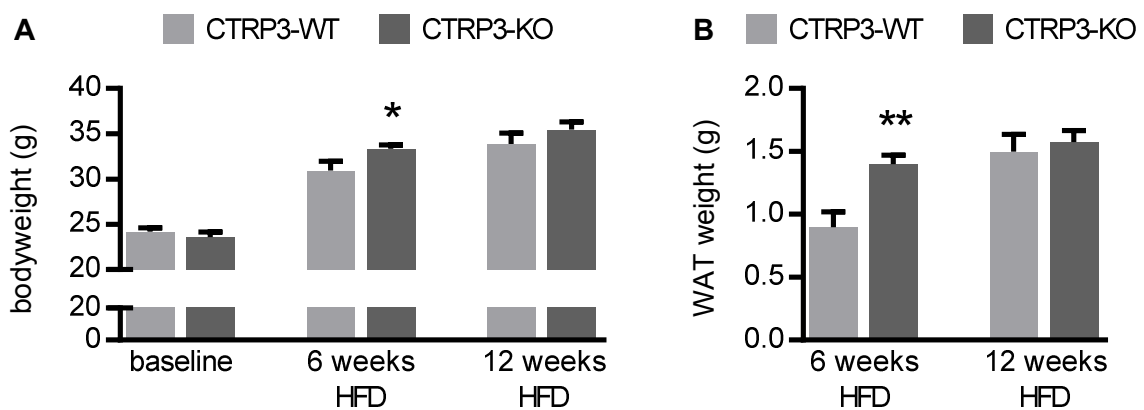 A
CTRP3-WT CTRP3-KO
bodyweight (g)
40
35
30
25
20
20
0
*
baseline
6 weeks
HFD
12 weeks
HFD
B
CTRP3-WT CTRP3-KO
WAT weight (g)
2.0
1.5
1.0
0.5
0.0
**
6 weeks
HFD
12 weeks
HFD